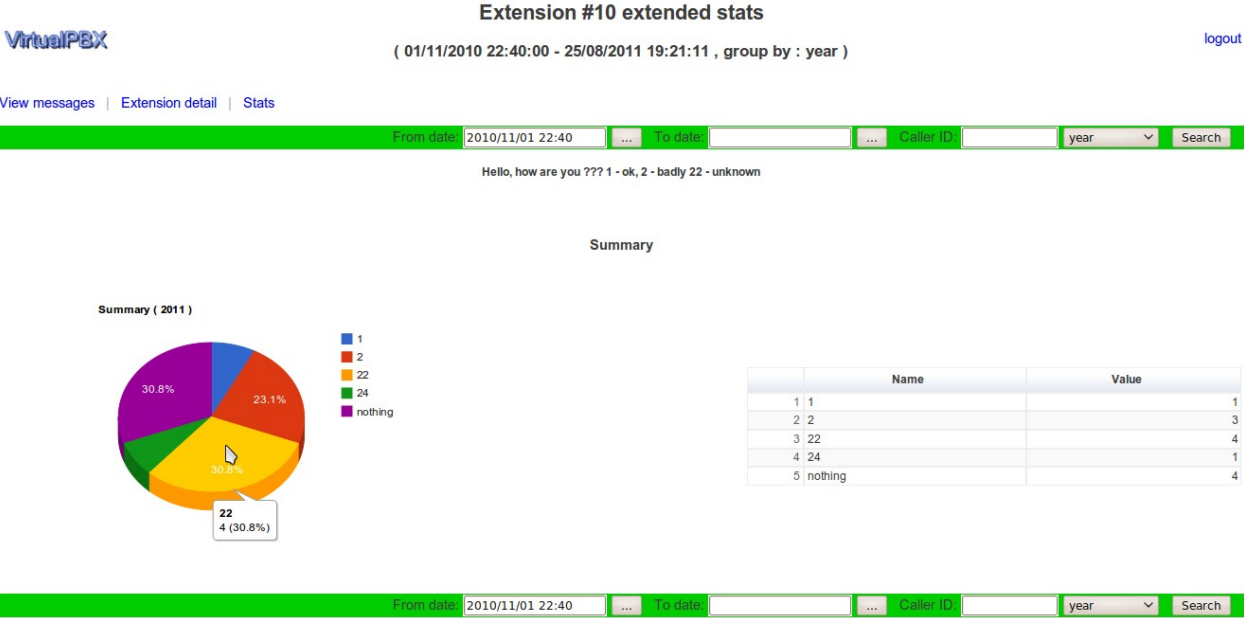 Extension #10 extended stats
VirtualPBX
( 01/11/2010 22:40:00 - 25/08/2011 19:21:11 , group by : year )
logout
View messages | Extension detail | Stats
From date: 2010/11/01 22:40 ... To date: ... Caller ID: year Search
Hello, how are you ??? 1 - ok, 2 - badly 22 - unknown
Summary
Summary ( 2011 )
1
2
22
24
nothing
30.8%
23.1%
30.8%
22
4 (30.8%)
Name Value
1 1 1
2 2 3
3 22 4
4 24 1
5 nothing 4
From date: 2010/11/01 22:40 ... To date: ... Caller ID: year Search